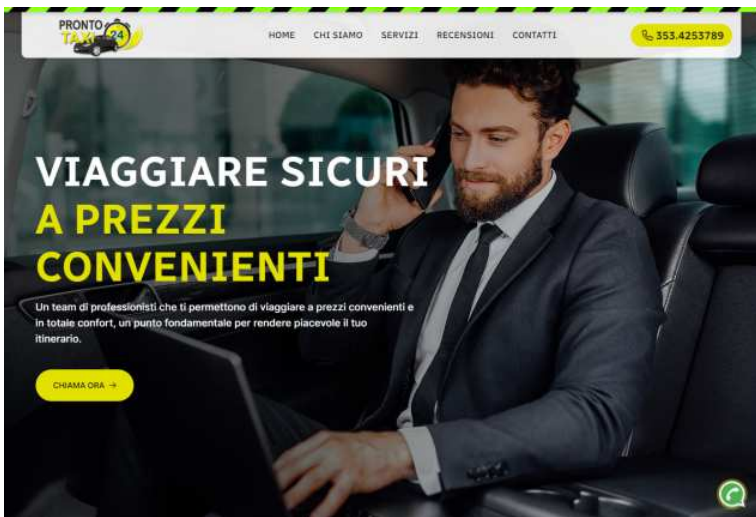 PRONTO
TAXI 24
HOME CHI SIAMO SERVIZI RECENSIONI CONTATTI
353.4253789
VIAGGIARE SICURI
A PREZZI
CONVENIENTI
Un team di professionisti che ti permettono di viaggiare a prezzi convenienti e
in totale confort, un punto fondamentale per rendere piacevole il tuo
itinerario.
CHIAMA ORA →